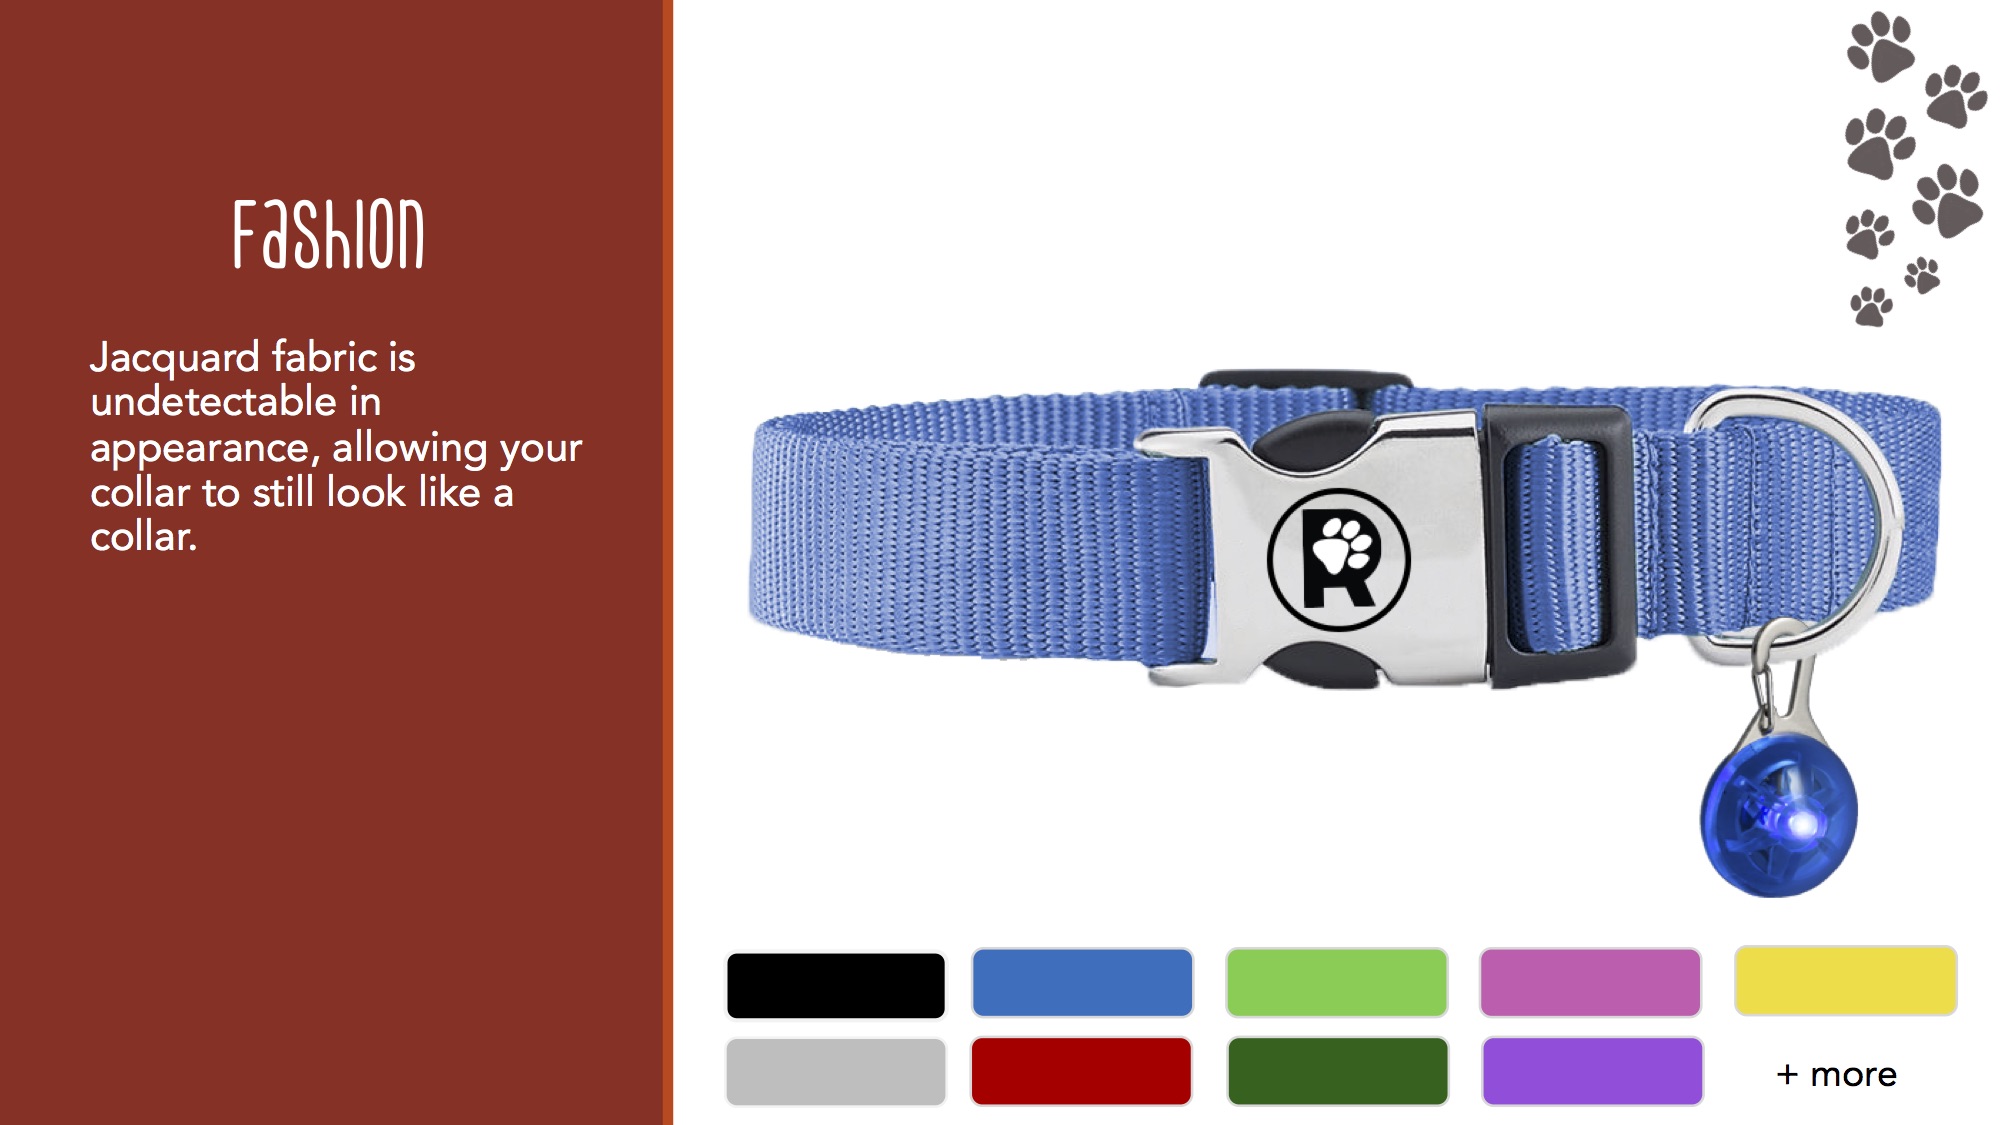 Fashion
Jacquard fabric is
undetectable in
appearance, allowing your
collar to still look like a
collar.
R
+ more